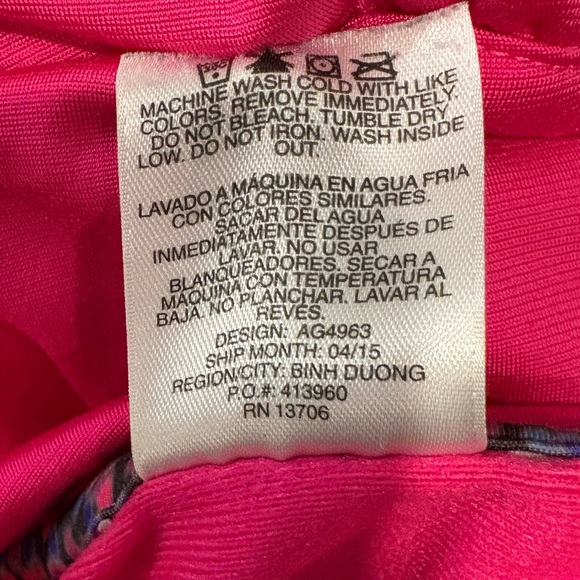 MACHINE WASH COLD WITH LIKE
COLORS. REMOVE IMMEDIATELY.
DO NOT BLEACH. TUMBLE DRY
LOW. DO NOT IRON. WASH INSIDE
OUT.
LAVADO A MÁQUINA EN AGUA FRIA
CON COLORES SIMILARES.
SACAR DEL AGUA
INMEDIATAMENTE DESPUÉS DE
LAVAR. NO USAR
BLANQUEADORES. SECAR A
MÁQUINA CON TEMPERATURA
BAJA. NO PLANCHAR. LAVAR AL
REVÉS.
DESIGN: AG4963
SHIP MONTH: 04/15
REGION/CITY: BINH DUONG
P.O.#: 413960
RN 13706